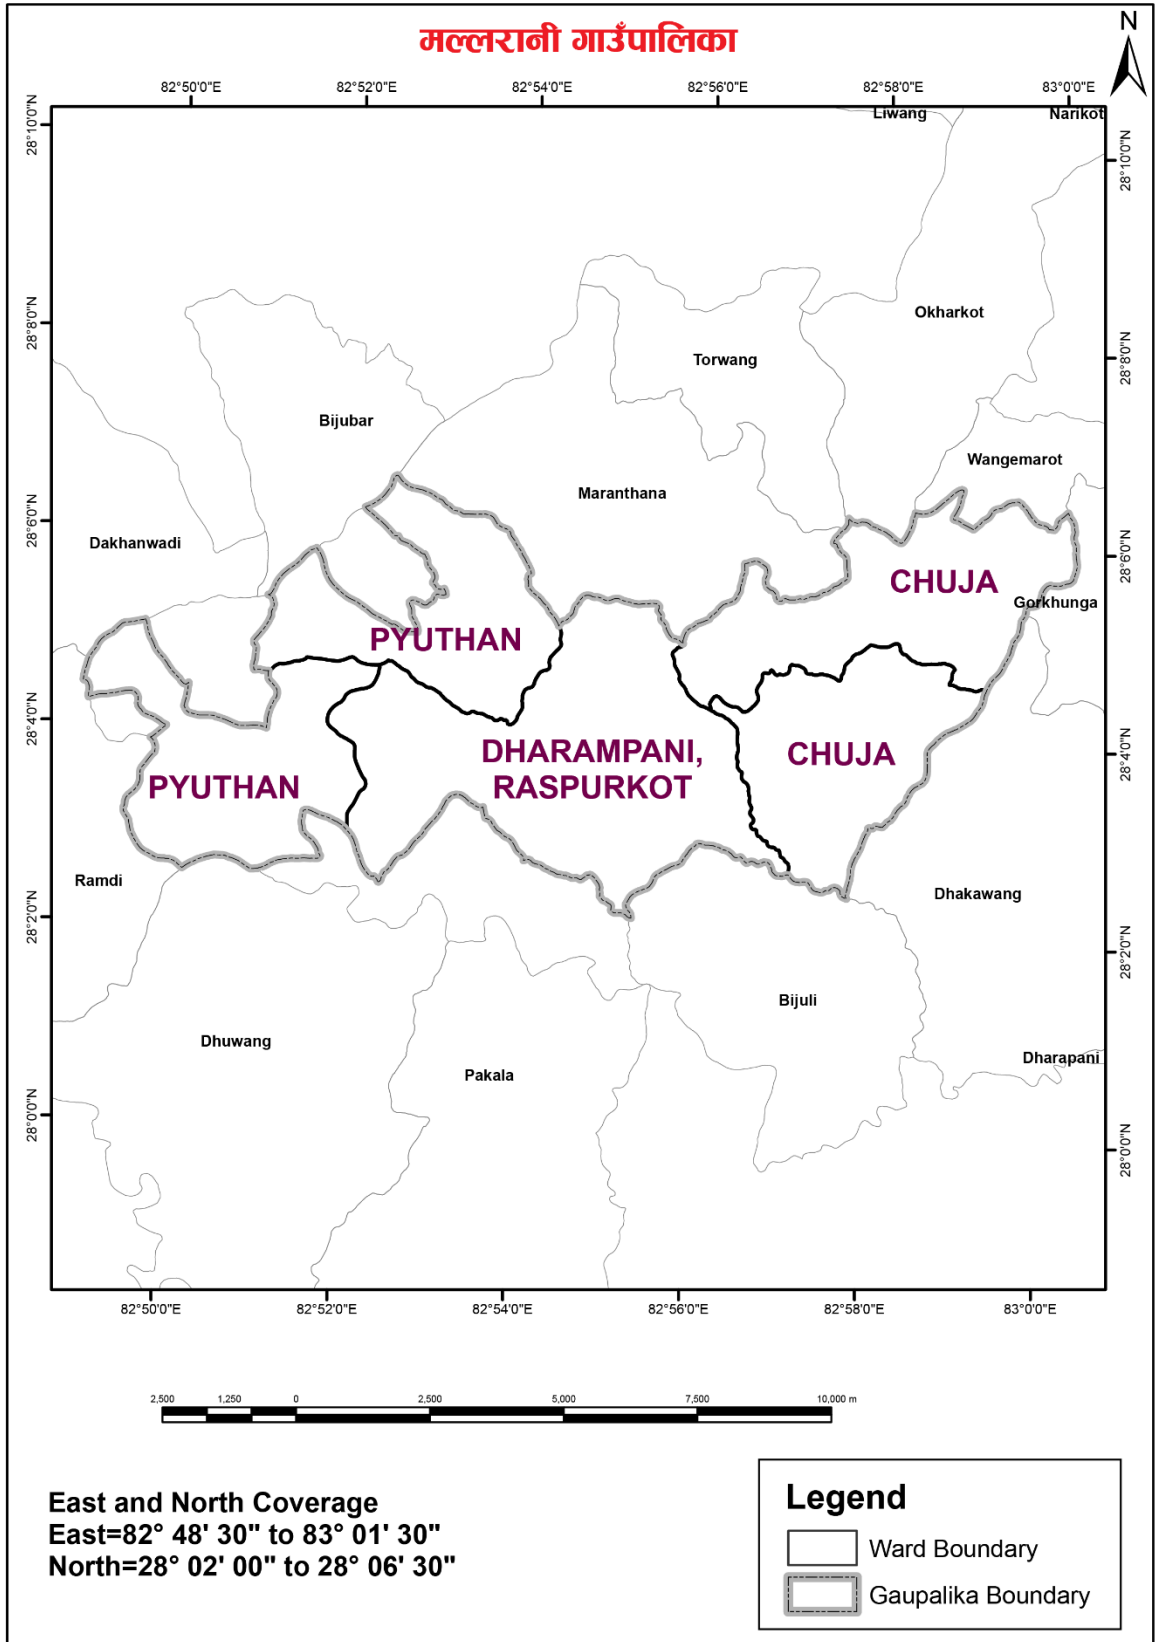 मल्लरानी गाउँपालिका
N
82°50'0"E 82°52'0"E 82°54'0"E 82°56'0"E 82°58'0"E 83°0'0"E
Liwang
Narikot
28°10'0"N
28°10'0"N
Okharkot
28°8'0"N
28°8'0"N
Torwang
Bijubar
Wangemarot
Maranthana
28°6'0"N
28°6'0"N
Dakhanwadi
CHUJA
Gorkhunga
PYUTHAN
28°4'0"N
28°4'0"N
DHARAMPANI,
RASPURKOT
CHUJA
PYUTHAN
Ramdi
Dhakawang
28°2'0"N
28°2'0"N
Bijuli
Dhuwang
Dharapani
Pakala
28°0'0"N
28°0'0"N
82°50'0"E 82°52'0"E 82°54'0"E 82°56'0"E 82°58'0"E 83°0'0"E
2,500 1,250 0 2,500 5,000 7,500 10,000 m
East and North Coverage
East=82° 48' 30" to 83° 01' 30"
North=28° 02' 00" to 28° 06' 30"
Legend
Ward Boundary
Gaupalika Boundary